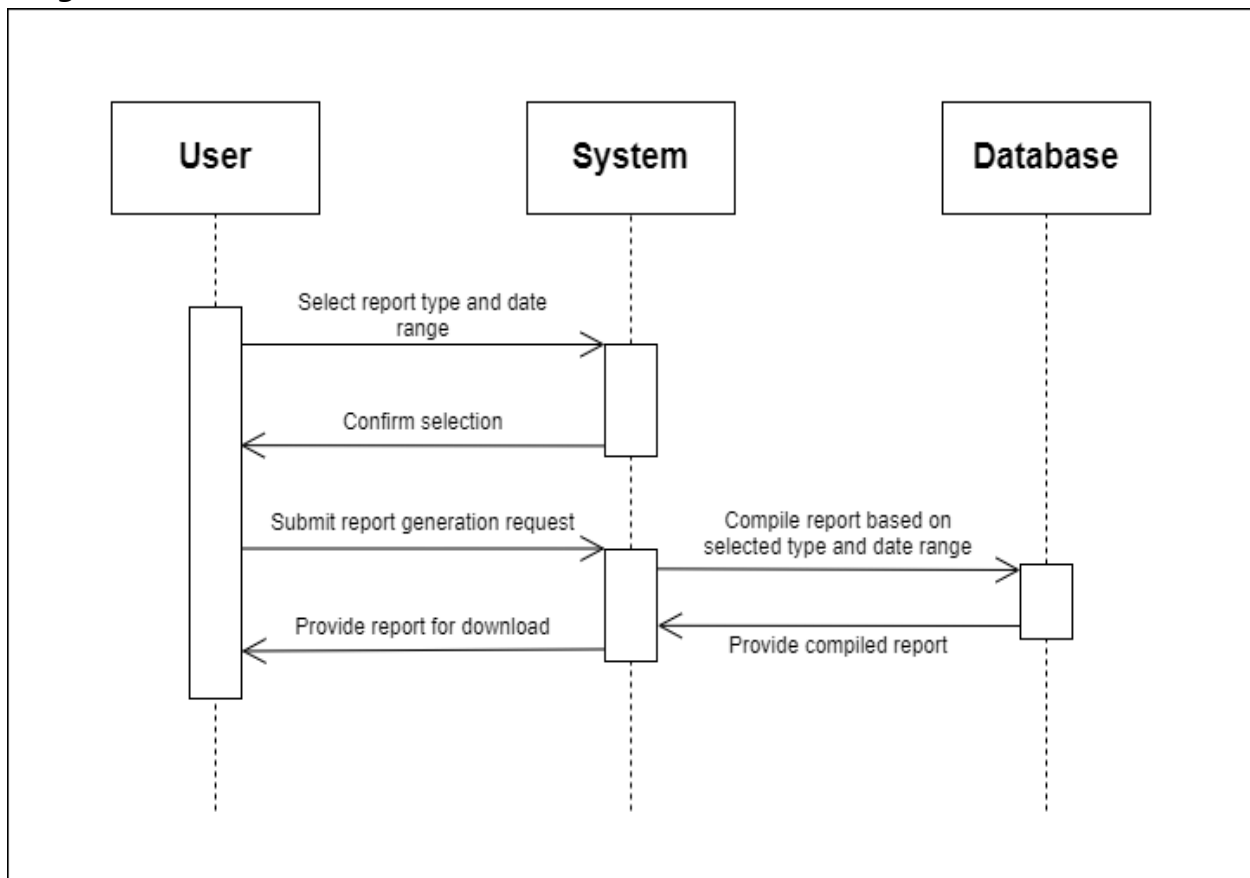 User
System
Database
Select report type and date
range
Confirm selection
Submit report generation request
Compile report based on
selected type and date range
Provide report for download
Provide compiled report